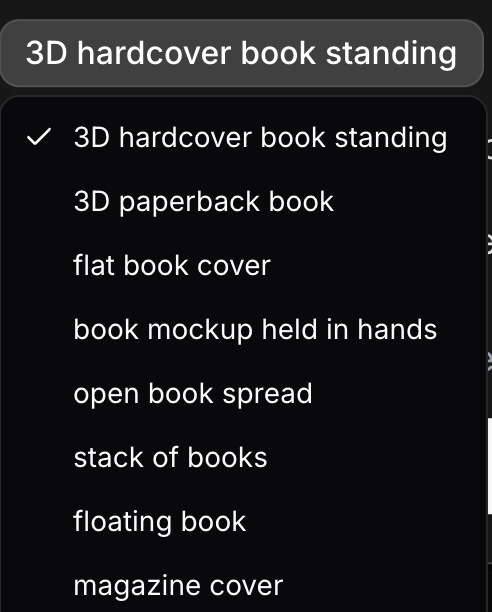 3D hardcover book standing
3D hardcover book standing
3D paperback book
flat book cover
book mockup held in hands
open book spread
stack of books
floating book
magazine cover